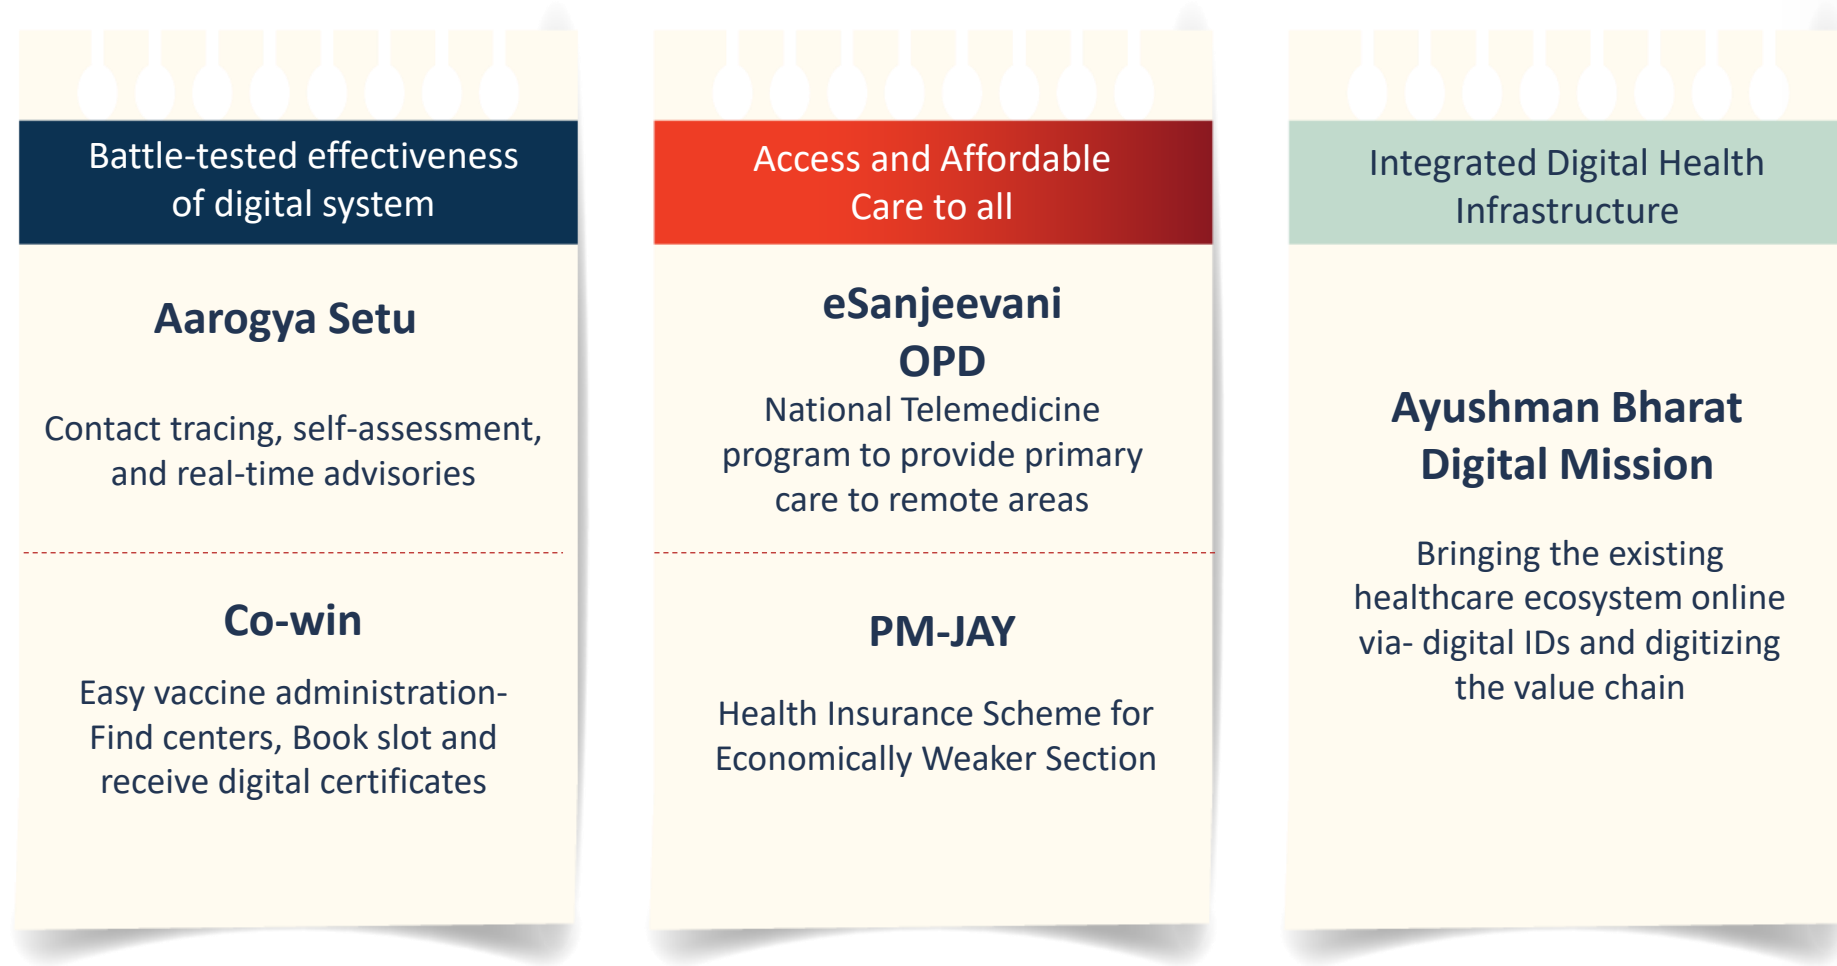 Battle-tested effectiveness
of digital system
Aarogya Setu
Contact tracing, self-assessment,
and real-time advisories
Co-win
Easy vaccine administration-
Find centers, Book slot and
receive digital certificates
Access and Affordable
Care to all
eSanjeevani
OPD
National Telemedicine
program to provide primary
care to remote areas
PM-JAY
Health Insurance Scheme for
Economically Weaker Section
Integrated Digital Health
Infrastructure
Ayushman Bharat
Digital Mission
Bringing the existing
healthcare ecosystem online
via- digital IDs and digitizing
the value chain